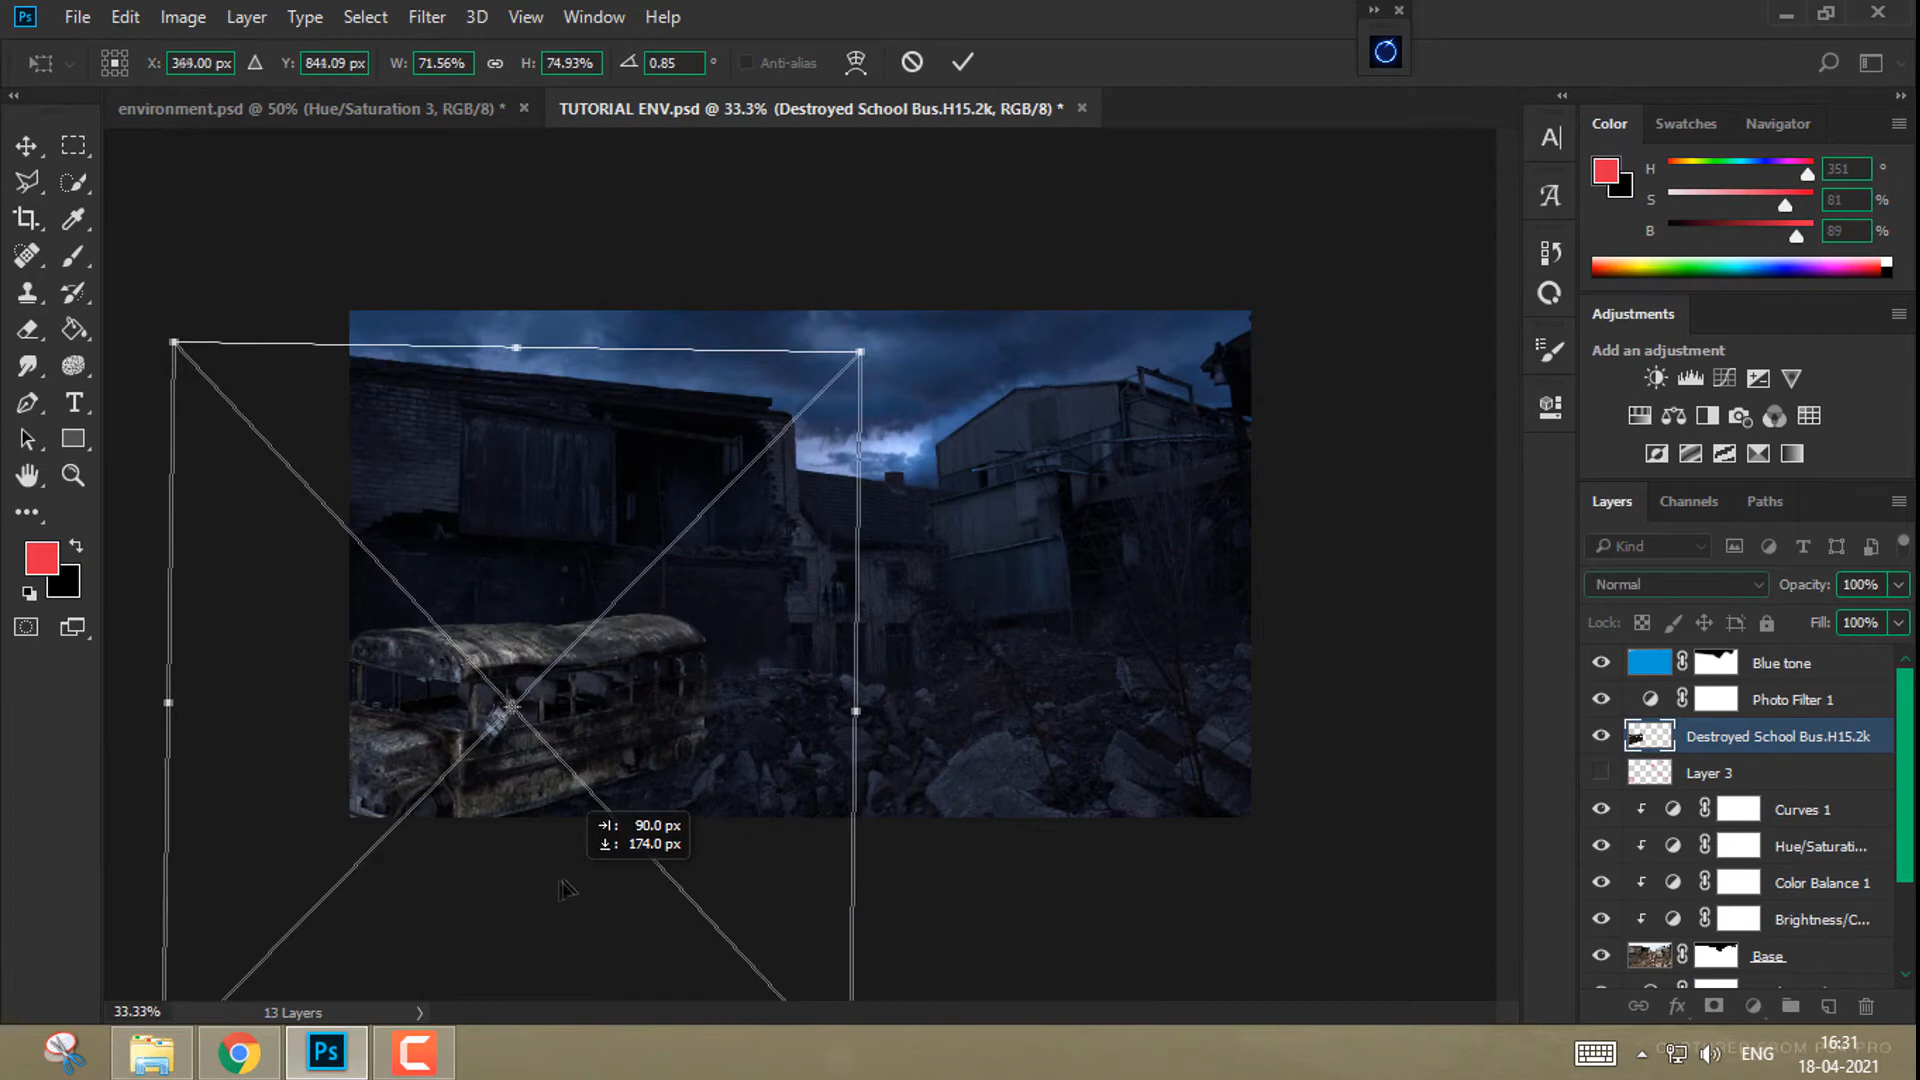 Ps File Edit Image Layer Type Select Filter 3D View Window Help
X: 344.00 px Y: 841.09 px W: 71.56% H: 74.93% 0.85 ° Anti-alias
environment.psd @ 50% (Hue/Saturation 3, RGB/8) * TUTORIAL ENV.psd @ 33.3% (Destroyed School Bus.H15.2k, RGB/8) *
Color Swatches Navigator
H 351 °
S 81 %
B 89 %
Adjustments
Add an adjustment
Layers Channels Paths
Kind
Normal Opacity: 100%
Lock: Fill: 100%
Blue tone
Photo Filter 1
Destroyed School Bus.H15.2k
Layer 3
Curves 1
Hue/Saturati...
Color Balance 1
Brightness/C...
Base
90.0 px
174.0 px
33.33% 13 Layers
Ps
ENG
16:31
18-04-2021